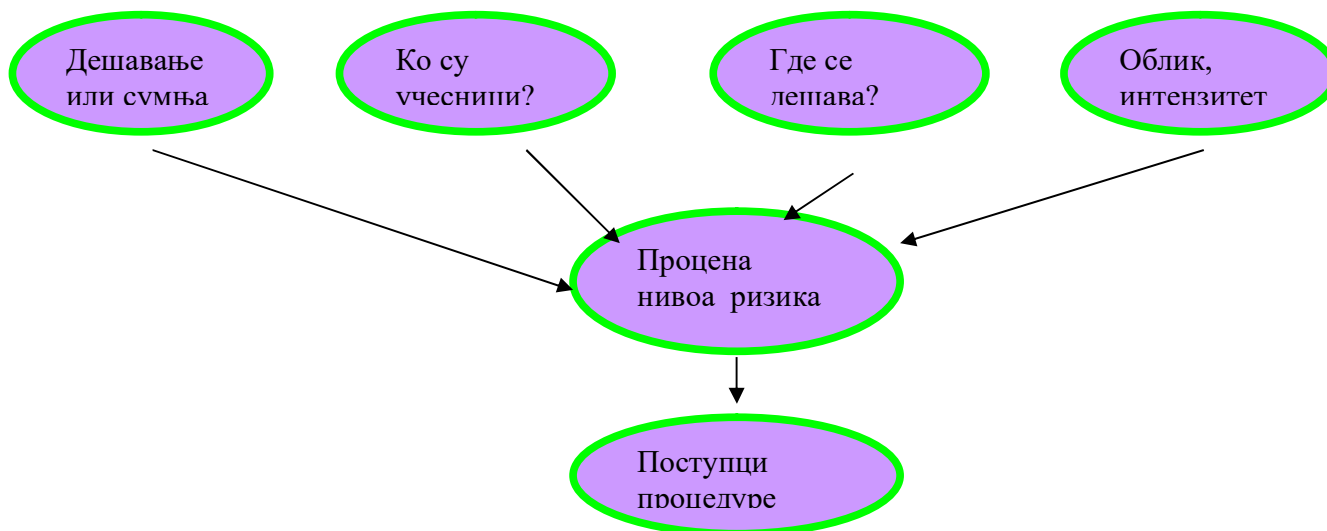 Дешавање
или сумња
Ко су
учесници?
Где се
дешава?
Облик,
интензитет
Процена
нивоа ризика
Поступци
процедуре